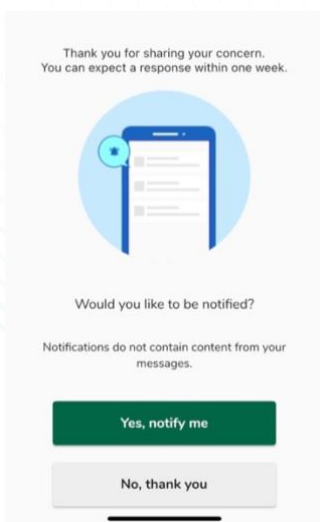 Thank you for sharing your concern.
You can expect a response within one week.
Would you like to be notified?
Notifications do not contain content from your
messages.
Yes, notify me
No, thank you